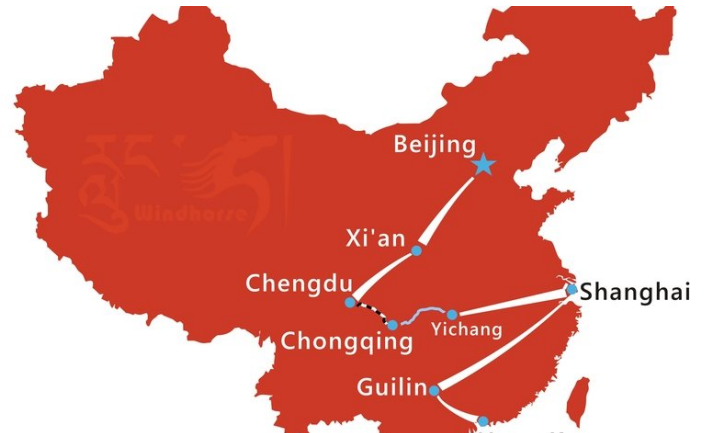 Beijing
Windhorse
Xi'an
Chengdu
Shanghai
Yichang
Chongqing
Guilin